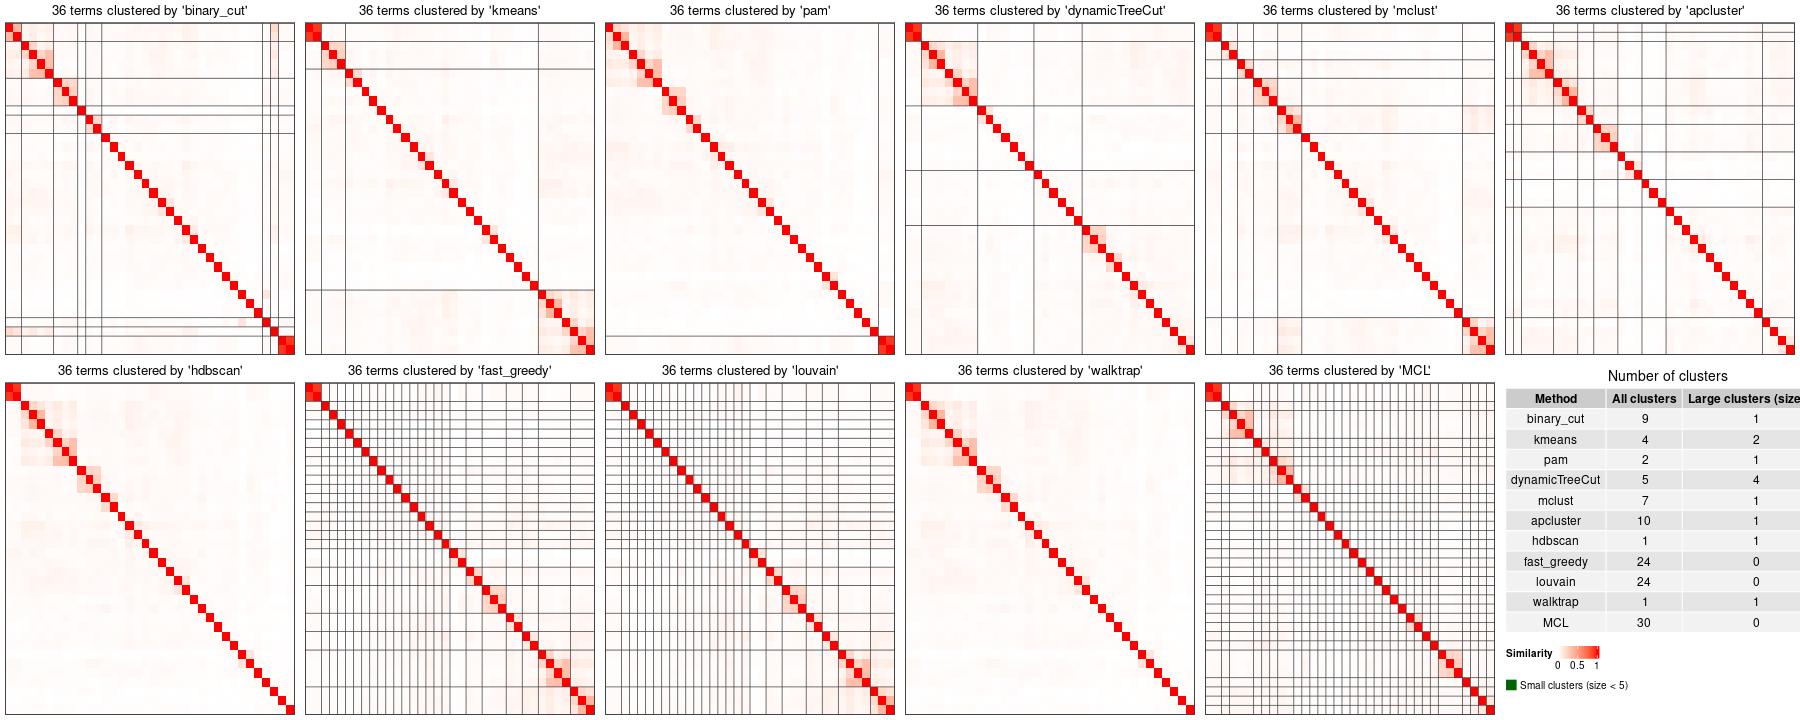 36 terms clustered by 'binary_cut'
36 terms clustered by 'kmeans'
36 terms clustered by 'pam'
36 terms clustered by 'dynamicTreeCut'
36 terms clustered by 'mclust'
36 terms clustered by 'apcluster'
36 terms clustered by 'hdbscan'
36 terms clustered by 'fast_greedy'
36 terms clustered by 'louvain'
36 terms clustered by 'walktrap'
36 terms clustered by 'MCL'
Number of clusters
Method All clusters Large clusters (size
binary_cut 9 1
kmeans 4 2
pam 2 1
dynamicTreeCut 5 4
mclust 7 1
apcluster 10 1
hdbscan 1 1
fast_greedy 24 0
louvain 24 0
walktrap 1 1
MCL 30 0
Similarity
0 0.5 1
Small clusters (size < 5)